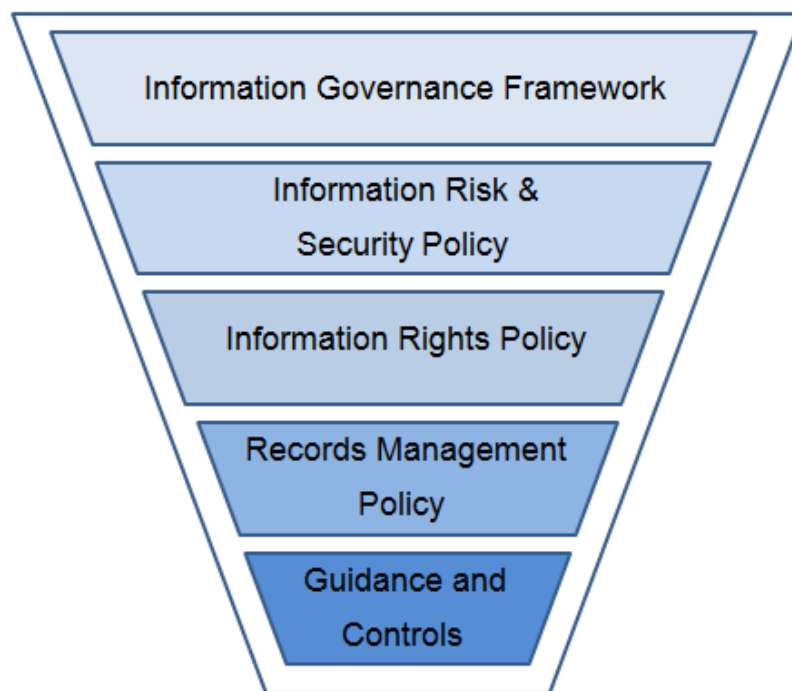 Information Governance Framework
Information Risk &
Security Policy
Information Rights Policy
Records Management
Policy
Guidance and
Controls